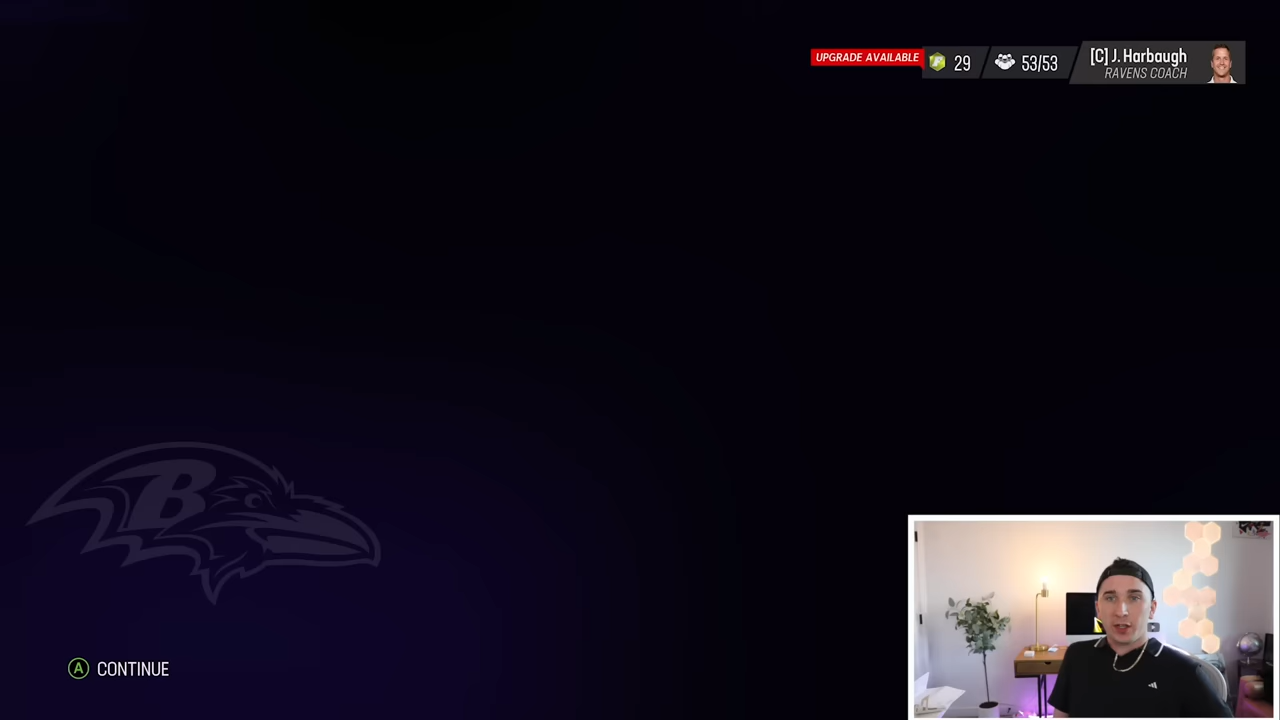 UPGRADE AVAILABLE
29
53/53
[C] J. Harbaugh
RAVENS COACH
B
A CONTINUE